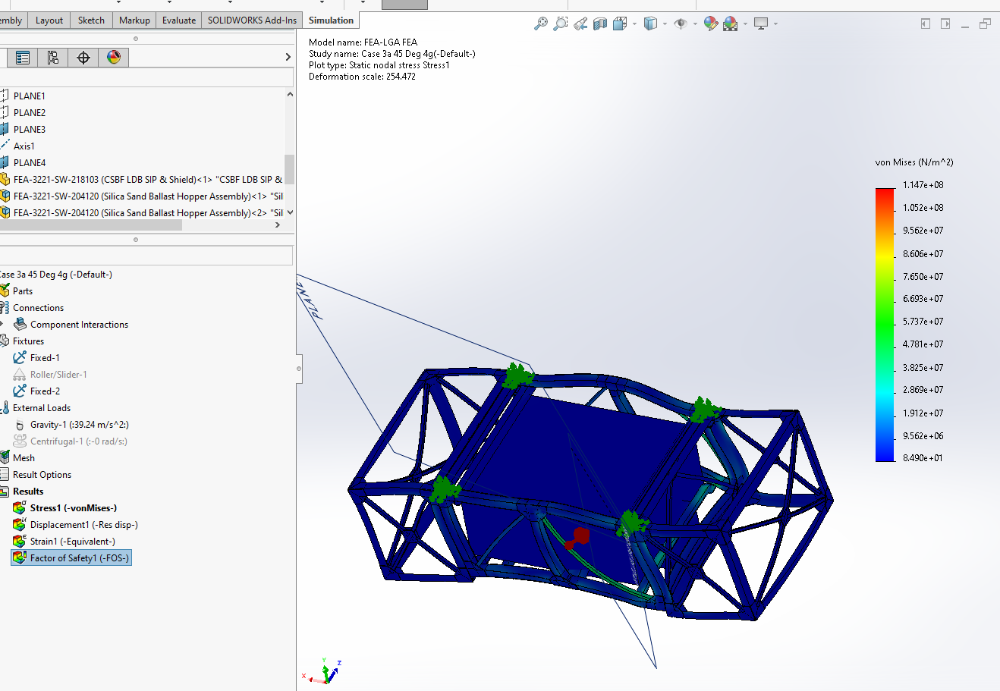 embly Layout Sketch Markup Evaluate SOLIDWORKS Add-Ins Simulation
PLANE1
PLANE2
PLANE3
Axis1
PLANE4
FEA-3221-SW-218103 (CSBF LDB SIP & Shield)<1> "CSBF LDB SIP &
FEA-3221-SW-204120 (Silica Sand Ballast Hopper Assembly)<1> "Sil
FEA-3221-SW-204120 (Silica Sand Ballast Hopper Assembly)<2> "Sil
Case 3a 45 Deg 4g (-Default-)
Parts
Connections
Component Interactions
Fixtures
Fixed-1
Roller/Slider-1
Fixed-2
External Loads
Gravity-1 (:39.24 m/s^2:)
Centrifugal-1 (:-0 rad/s:)
Mesh
Result Options
Results
Stress1 (-vonMises-)
Displacement1 (-Res disp-)
Strain1 (-Equivalent-)
Factor of Safety1 (-FOS-)
Model name: FEA-LGA FEA
Study name: Case 3a 45 Deg 4g(-Default-)
Plot type: Static nodal stress Stress1
Deformation scale: 254.472
von Mises (N/m^2)
1.147e+08
1.052e+08
9.562e+07
8.606e+07
7.650e+07
6.693e+07
5.737e+07
4.781e+07
3.825e+07
2.869e+07
1.912e+07
9.562e+06
8.490e+01
X
Y
Z